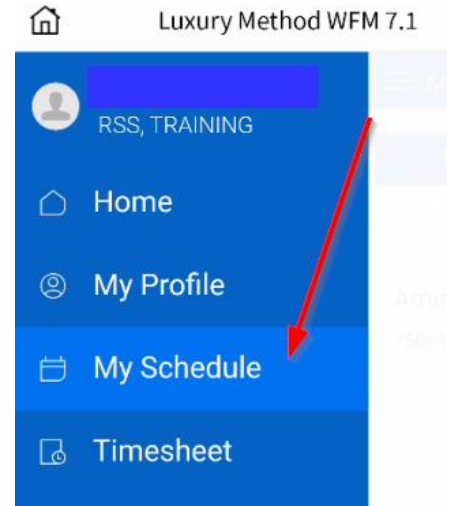 Luxury Method WFM 7.1
RSS, TRAINING
Home
My Profile
My Schedule
Timesheet